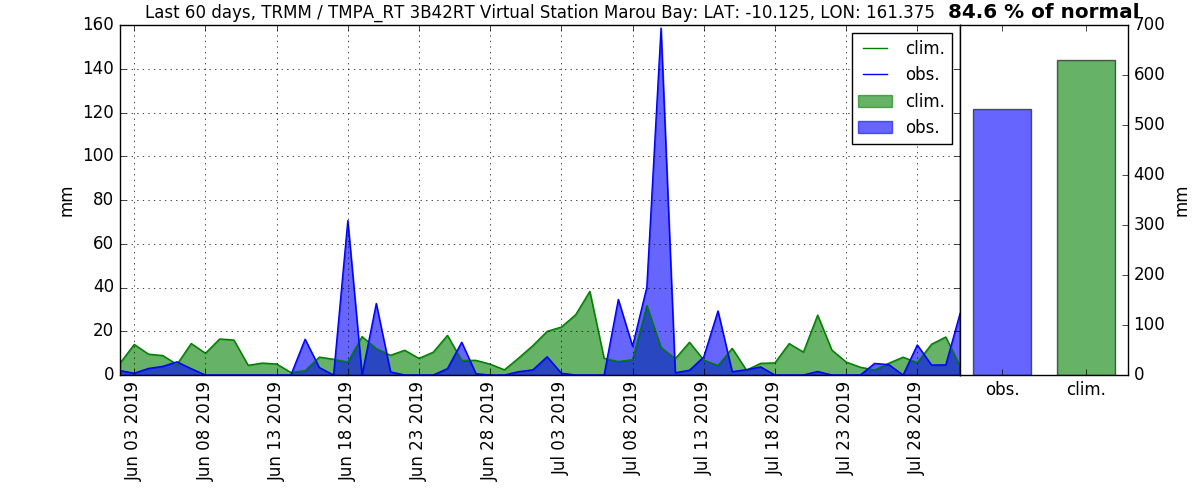 Last 60 days, TRMM / TMPA_RT 3B42RT Virtual Station Marou Bay: LAT: -10.125, LON: 161.375
84.6 % of normal
160
140
120
100
80
60
40
20
0
mm
clim.
obs.
clim.
obs.
Jun 03 2019
Jun 08 2019
Jun 13 2019
Jun 18 2019
Jun 23 2019
Jun 28 2019
Jul 03 2019
Jul 08 2019
Jul 13 2019
Jul 18 2019
Jul 23 2019
Jul 28 2019
700
600
500
400
300
200
100
0
mm
obs.
clim.